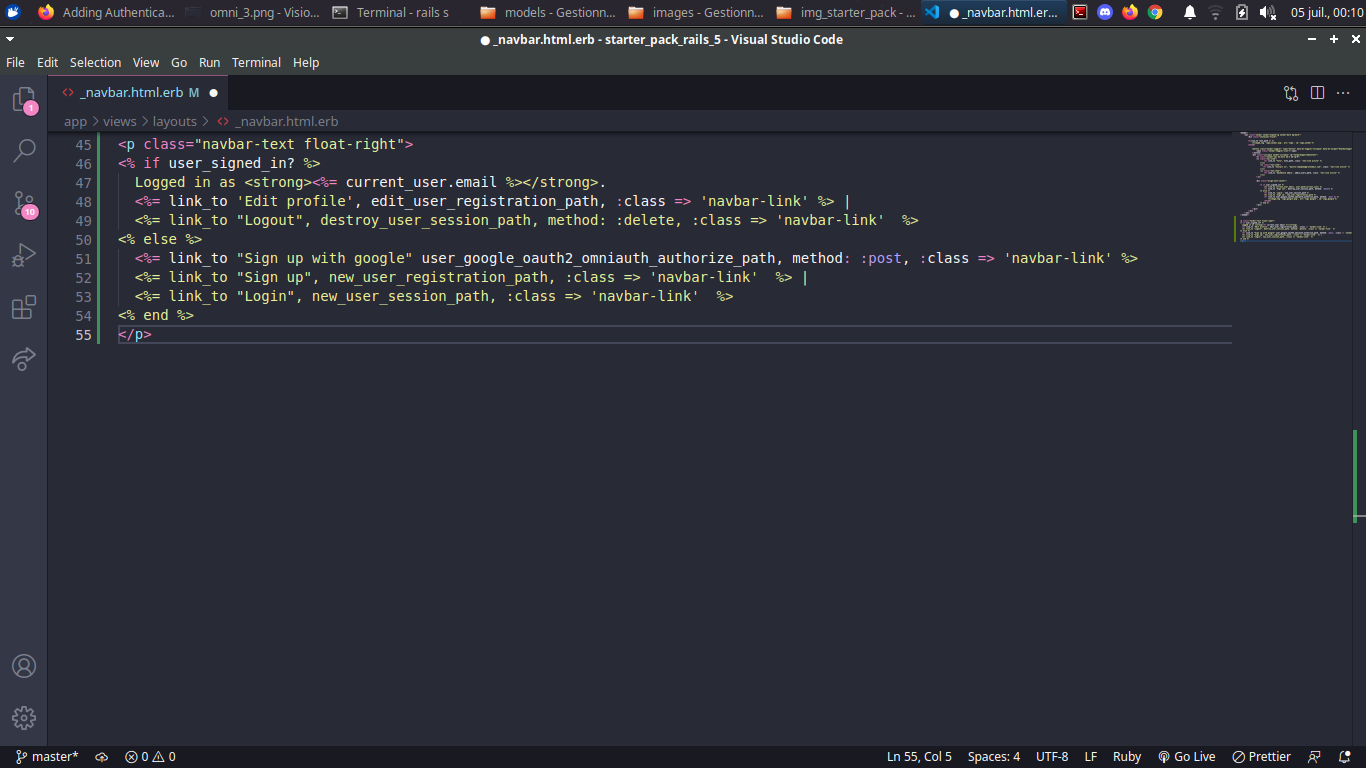 Adding Authentica...
omni_3.png - Visio...
Terminal - rails s
models - Gestionn...
images - Gestionn...
img_starter_pack - ...
● _navbar.html.er...
05 juil., 00:10
● _navbar.html.erb - starter_pack_rails_5 - Visual Studio Code
File Edit Selection View Go Run Terminal Help
1
10
<> _navbar.html.erb M ●
app > views > layouts > <> _navbar.html.erb
45 <p class="navbar-text float-right">
46 <% if user_signed_in? %>
47   Logged in as <strong><%= current_user.email %></strong>.
48   <%= link_to 'Edit profile', edit_user_registration_path, :class => 'navbar-link' %> |
49   <%= link_to "Logout", destroy_user_session_path, method: :delete, :class => 'navbar-link'  %>
50 <% else %>
51   <%= link_to "Sign up with google" user_google_oauth2_omniauth_authorize_path, method: :post, :class => 'navbar-link' %>
52   <%= link_to "Sign up", new_user_registration_path, :class => 'navbar-link'  %> |
53   <%= link_to "Login", new_user_session_path, :class => 'navbar-link'  %>
54 <% end %>
55 </p>
master* 0 0 Ln 55, Col 5 Spaces: 4 UTF-8 LF Ruby Go Live Prettier